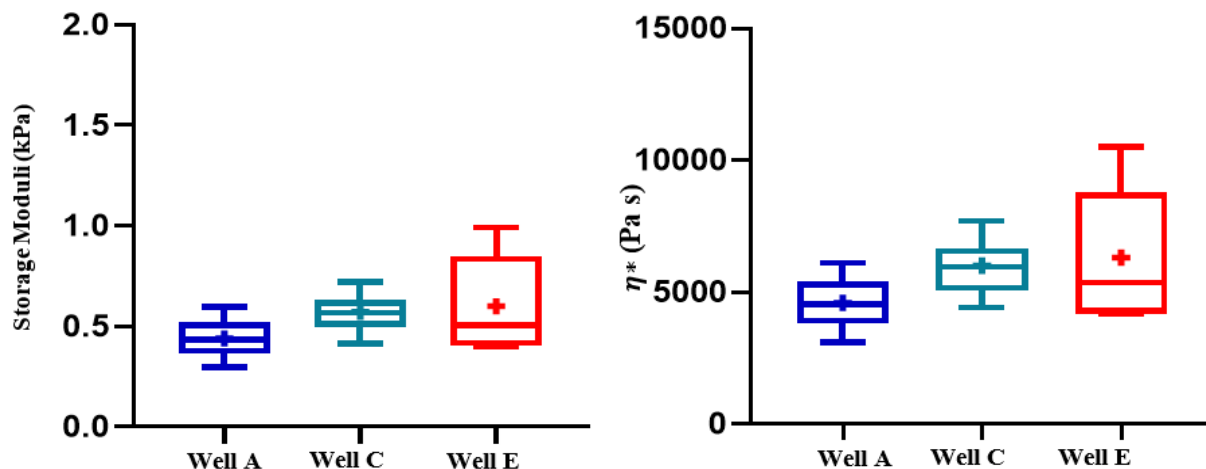 Storage Moduli (kPa)
2.0
1.5
1.0
0.5
0.0
Well A
Well C
Well E
η* (Pa s)
15000
10000
5000
0
Well A
Well C
Well E